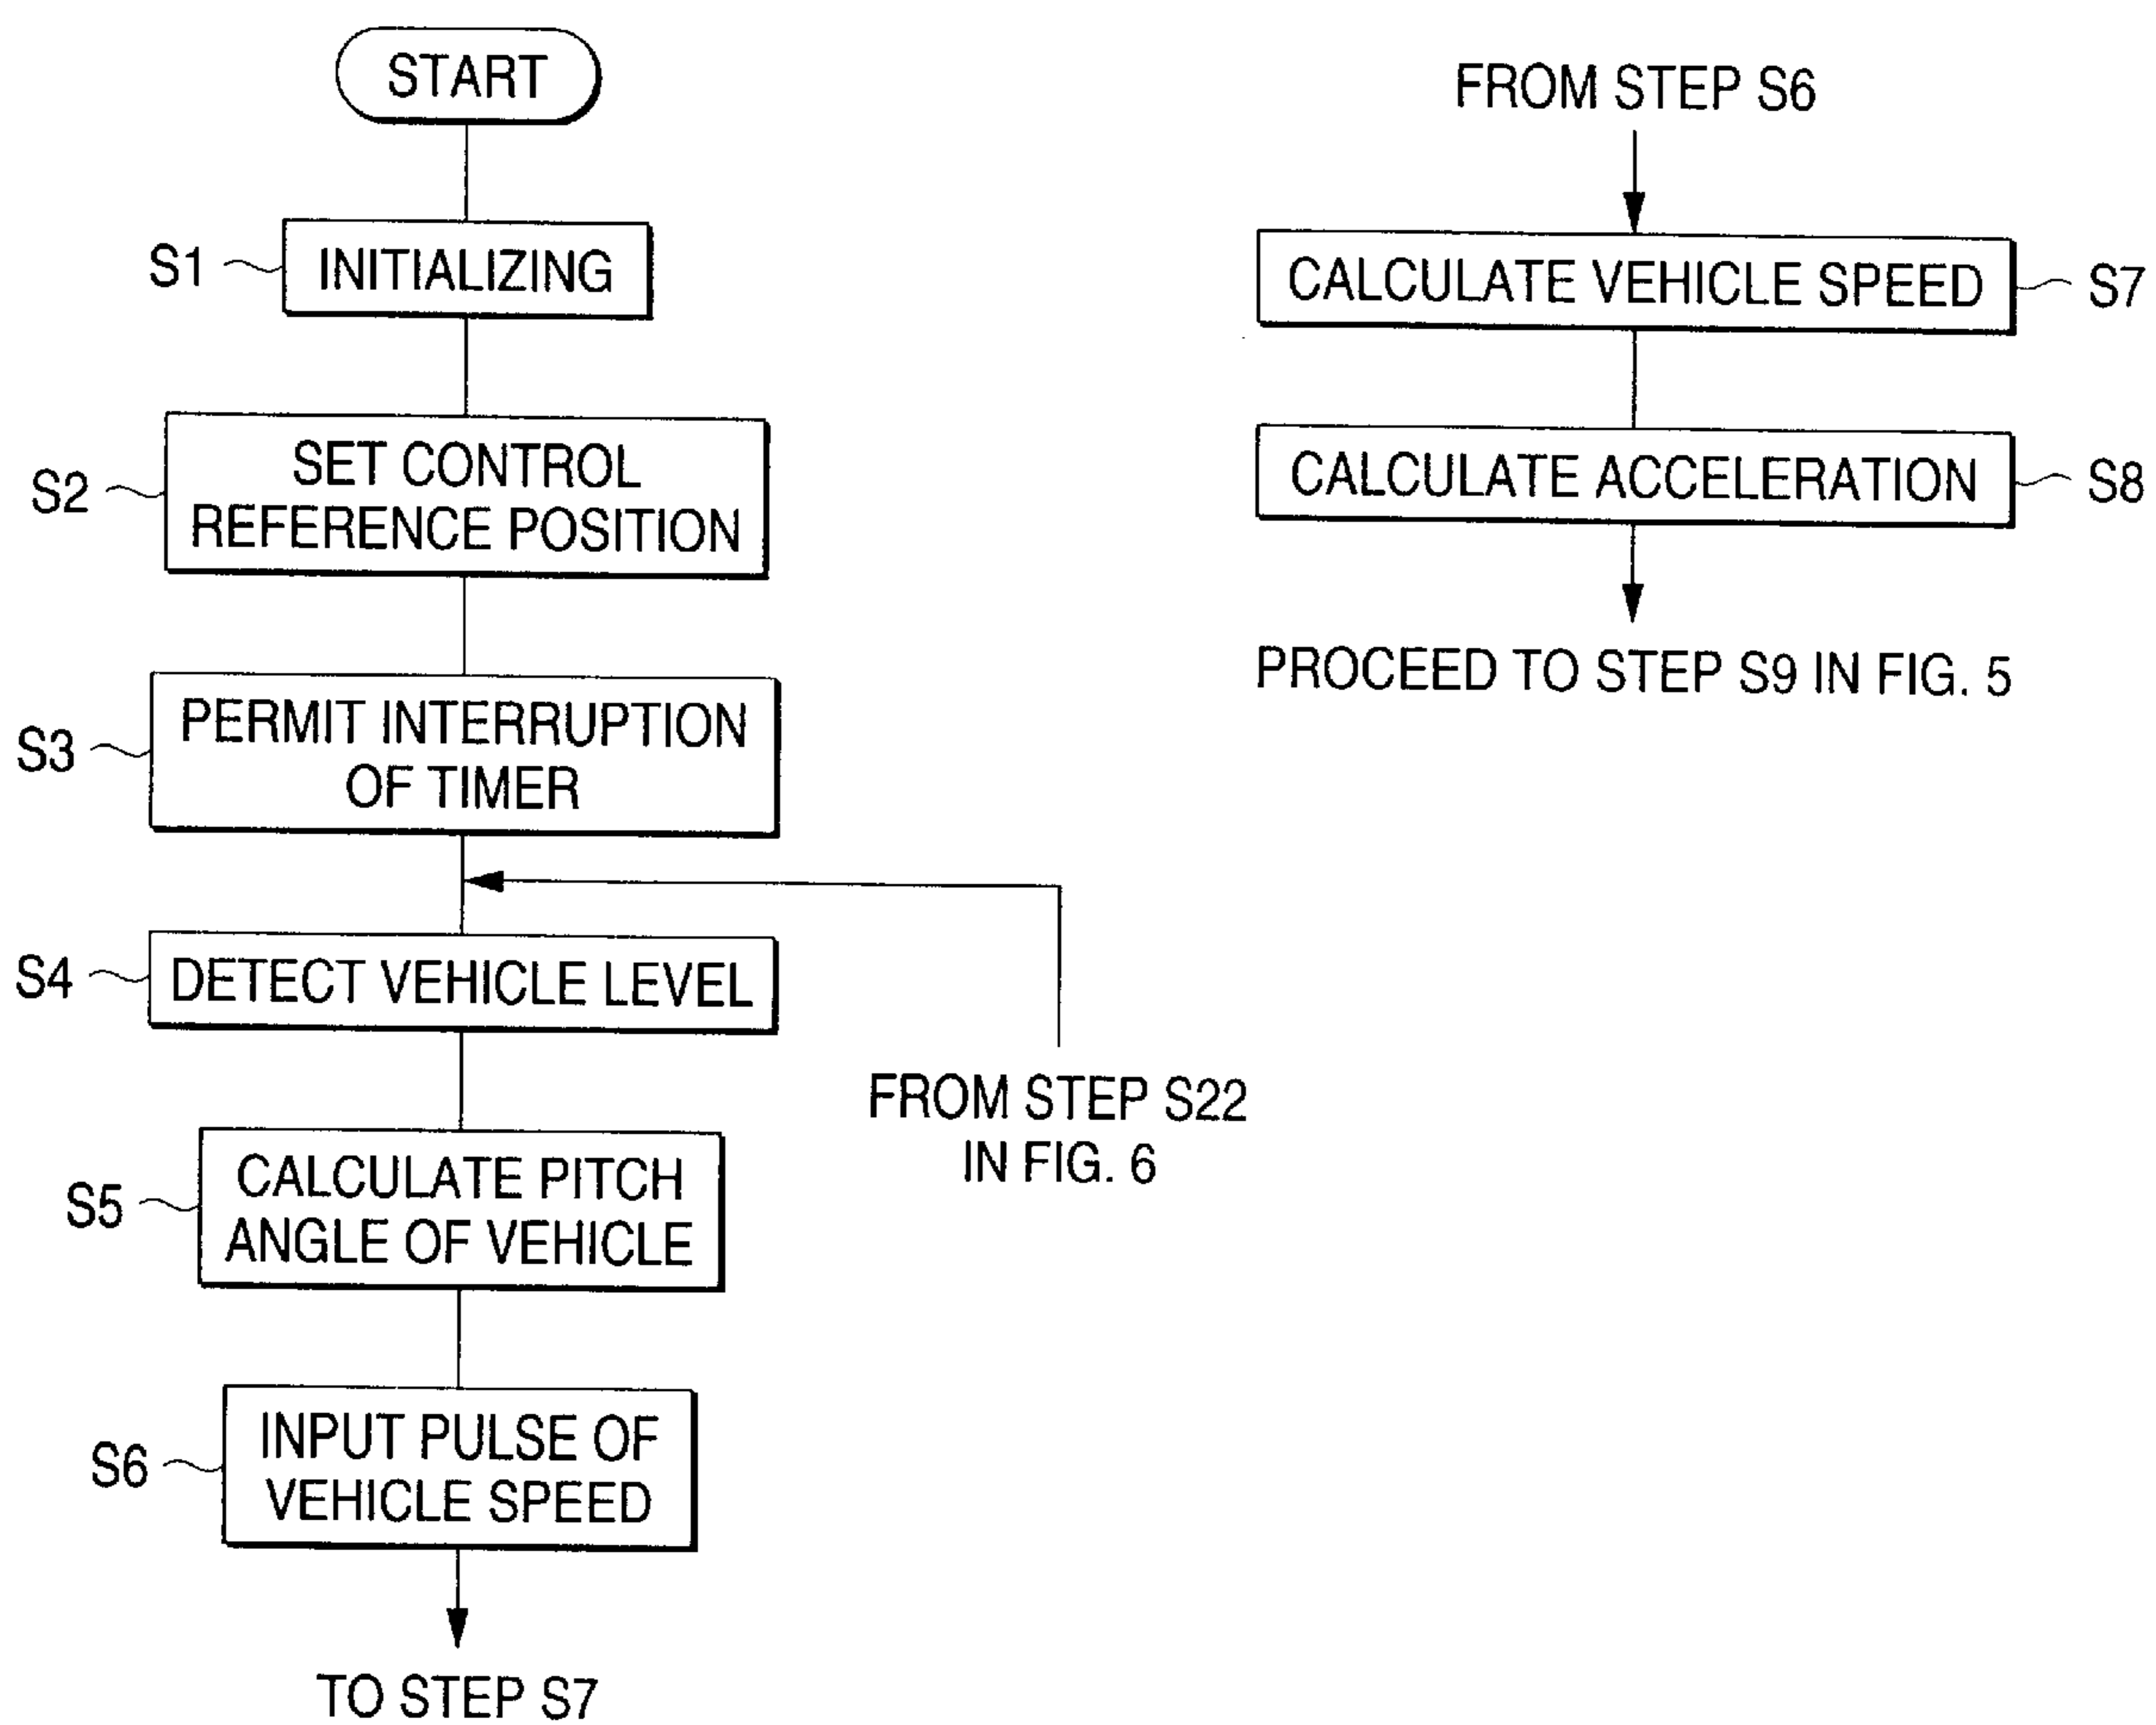 START
S1
INITIALIZING
S2
SET CONTROL
REFERENCE POSITION
S3
PERMIT INTERRUPTION
OF TIMER
S4
DETECT VEHICLE LEVEL
FROM STEP S22
IN FIG. 6
S5
CALCULATE PITCH
ANGLE OF VEHICLE
S6
INPUT PULSE OF
VEHICLE SPEED
TO STEP S7
FROM STEP S6
CALCULATE VEHICLE SPEED
S7
CALCULATE ACCELERATION
S8
PROCEED TO STEP S9 IN FIG. 5